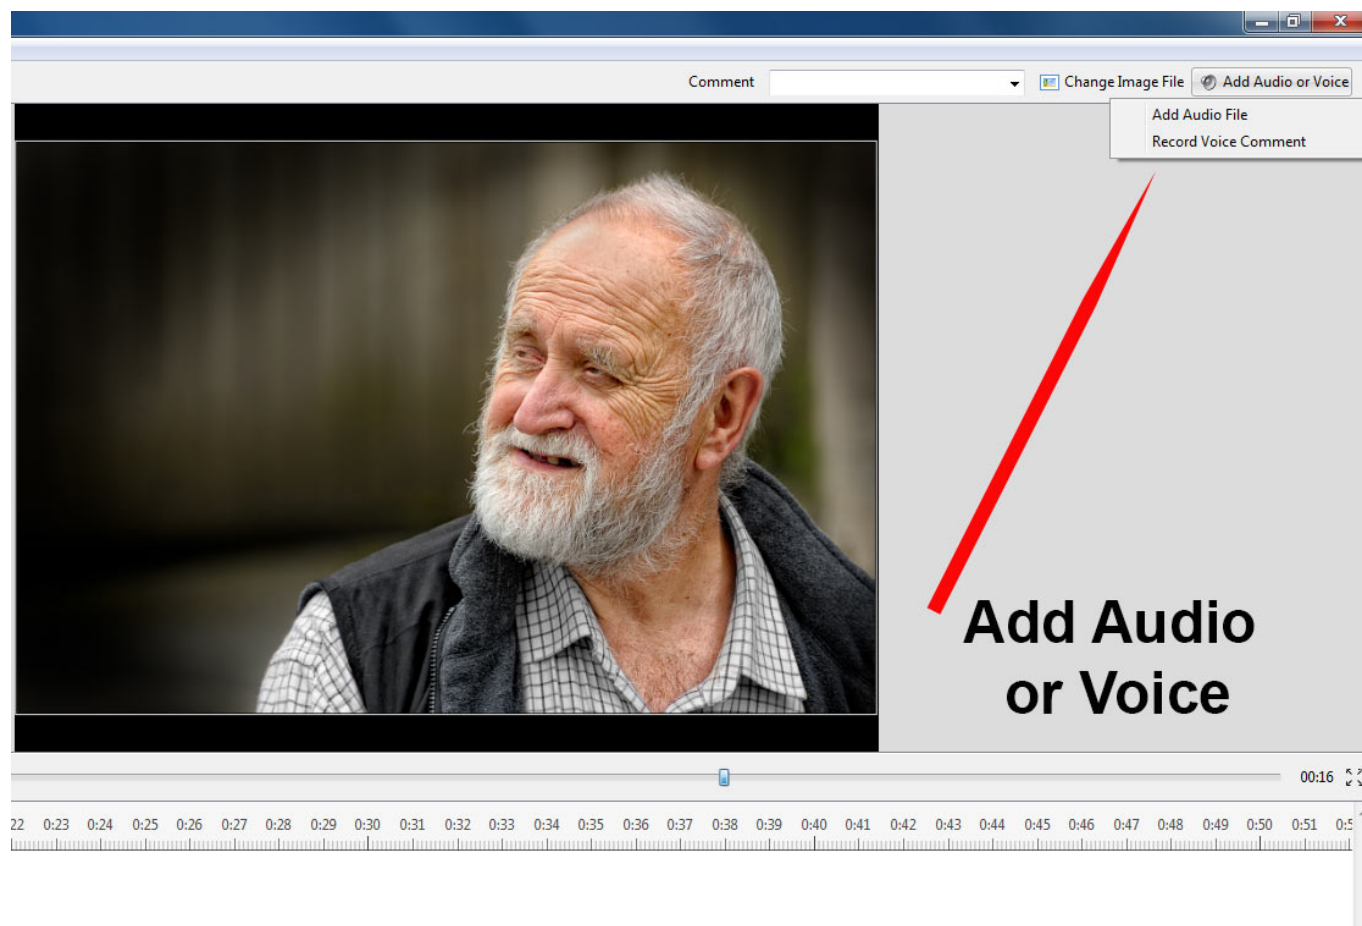 Comment Change Image File Add Audio or Voice
Add Audio File
Record Voice Comment
Add Audio
or Voice
00:16
22 0:23 0:24 0:25 0:26 0:27 0:28 0:29 0:30 0:31 0:32 0:33 0:34 0:35 0:36 0:37 0:38 0:39 0:40 0:41 0:42 0:43 0:44 0:45 0:46 0:47 0:48 0:49 0:50 0:51 0:5